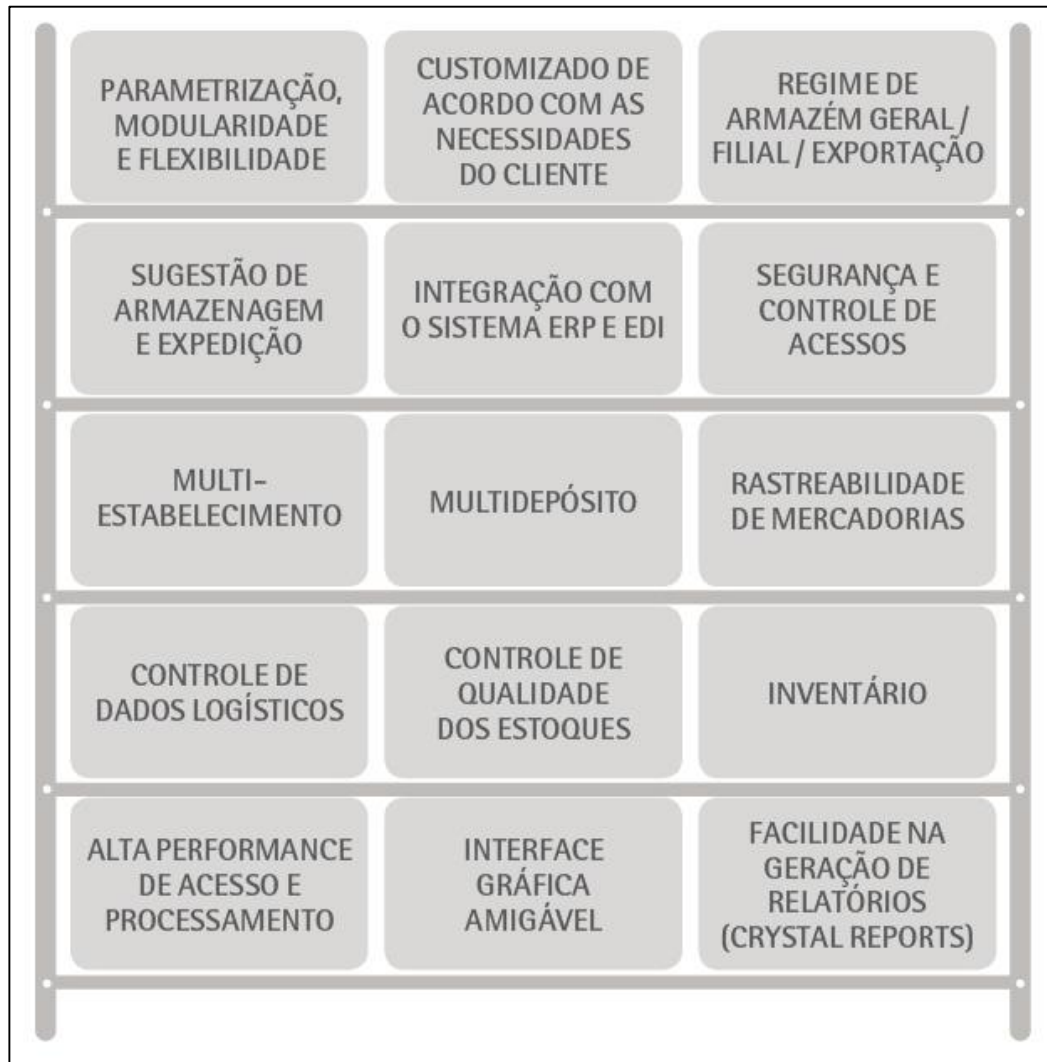 PARAMETRIZAÇÃO,
MODULARIDADE
E FLEXIBILIDADE
CUSTOMIZADO DE
ACORDO COM AS
NECESSIDADES
DO CLIENTE
REGIME DE
ARMAZÉM GERAL /
FILIAL / EXPORTAÇÃO
SUGESTÃO DE
ARMAZENAGEM
E EXPEDIÇÃO
INTEGRAÇÃO COM
O SISTEMA ERP E EDI
SEGURANÇA E
CONTROLE DE
ACESSOS
MULTI-
ESTABELECIMENTO
MULTIDEPÓSITO
RASTREABILIDADE
DE MERCADORIAS
CONTROLE DE
DADOS LOGÍSTICOS
CONTROLE DE
QUALIDADE
DOS ESTOQUES
INVENTÁRIO
ALTA PERFORMANCE
DE ACESSO E
PROCESSAMENTO
INTERFACE
GRÁFICA
AMIGÁVEL
FACILIDADE NA
GERAÇÃO DE
RELATÓRIOS
(CRYSTAL REPORTS)